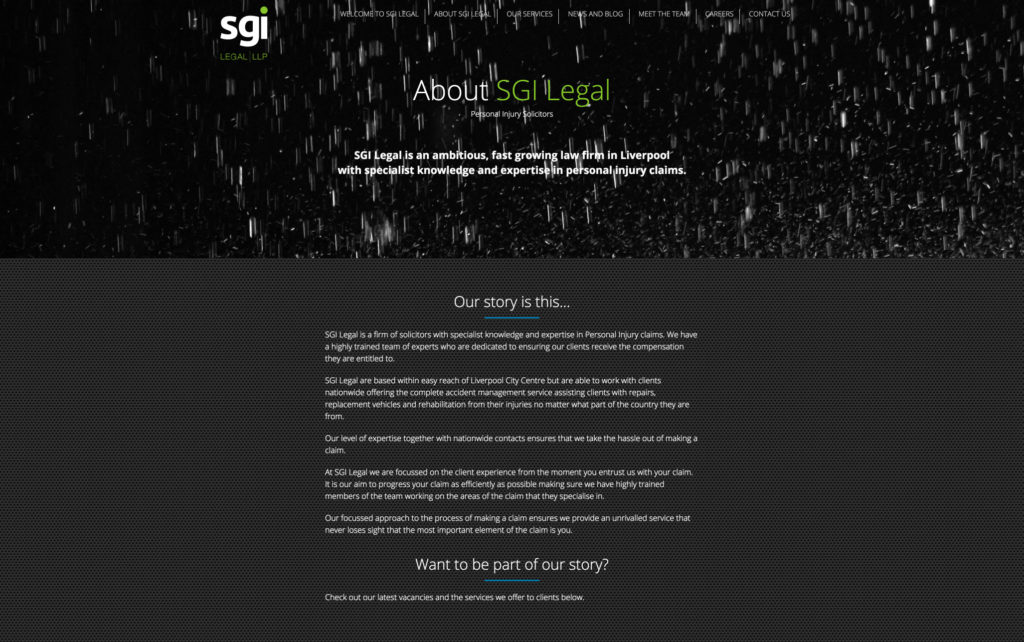 sgi
LEGAL LLP
WELCOME TO SGI LEGAL
ABOUT SGI LEGAL
OUR SERVICES
NEWS AND BLOG
MEET THE TEAM
CAREERS
CONTACT US
About SGI Legal
Personal Injury Solicitors
SGI Legal is an ambitious, fast growing law firm in Liverpool
with specialist knowledge and expertise in personal injury claims.
Our story is this...
SGI Legal is a firm of solicitors with specialist knowledge and expertise in Personal Injury claims. We have
a highly trained team of experts who are dedicated to ensuring our clients receive the compensation
they are entitled to.
SGI Legal are based within easy reach of Liverpool City Centre but are able to work with clients
nationwide offering the complete accident management service assisting clients with repairs,
replacement vehicles and rehabilitation from their injuries no matter what part of the country they are
from.
Our level of expertise together with nationwide contacts ensures that we take the hassle out of making a
claim.
At SGI Legal we are focussed on the client experience from the moment you entrust us with your claim.
It is our aim to progress your claim as efficiently as possible making sure we have highly trained
members of the team working on the areas of the claim that they specialise in.
Our focussed approach to the process of making a claim ensures we provide an unrivalled service that
never loses sight that the most important element of the claim is you.
Want to be part of our story?
Check out our latest vacancies and the services we offer to clients below.